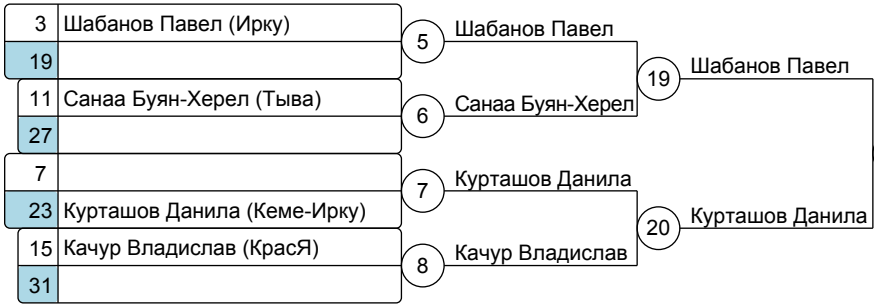 3 Шабанов Павел (Ирку)
19
11 Санаа Буян-Херел (Тыва)
27
7
23 Курташов Данила (Кеме-Ирку)
15 Качур Владислав (КрасЯ)
31
5 Шабанов Павел
6 Санаа Буян-Херел
7 Курташов Данила
8 Качур Владислав
19 Шабанов Павел
20 Курташов Данила